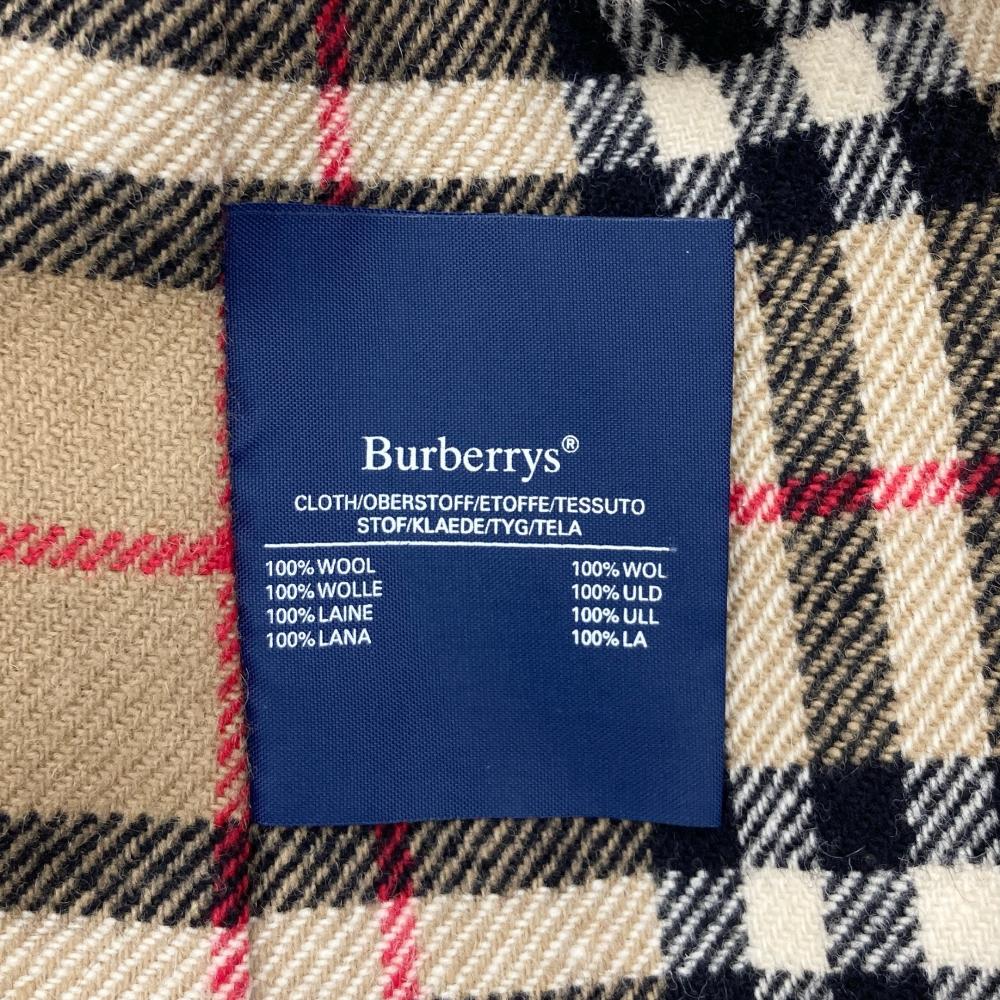 Burberrys®
CLOTH/OBERSTOFF/ETOFFE/TESSUTO
STOF/KLAEDE/TYG/TELA
100% WOOL 100% WOL
100% WOLLE 100% ULD
100% LAINE 100% ULL
100% LANA 100% LA